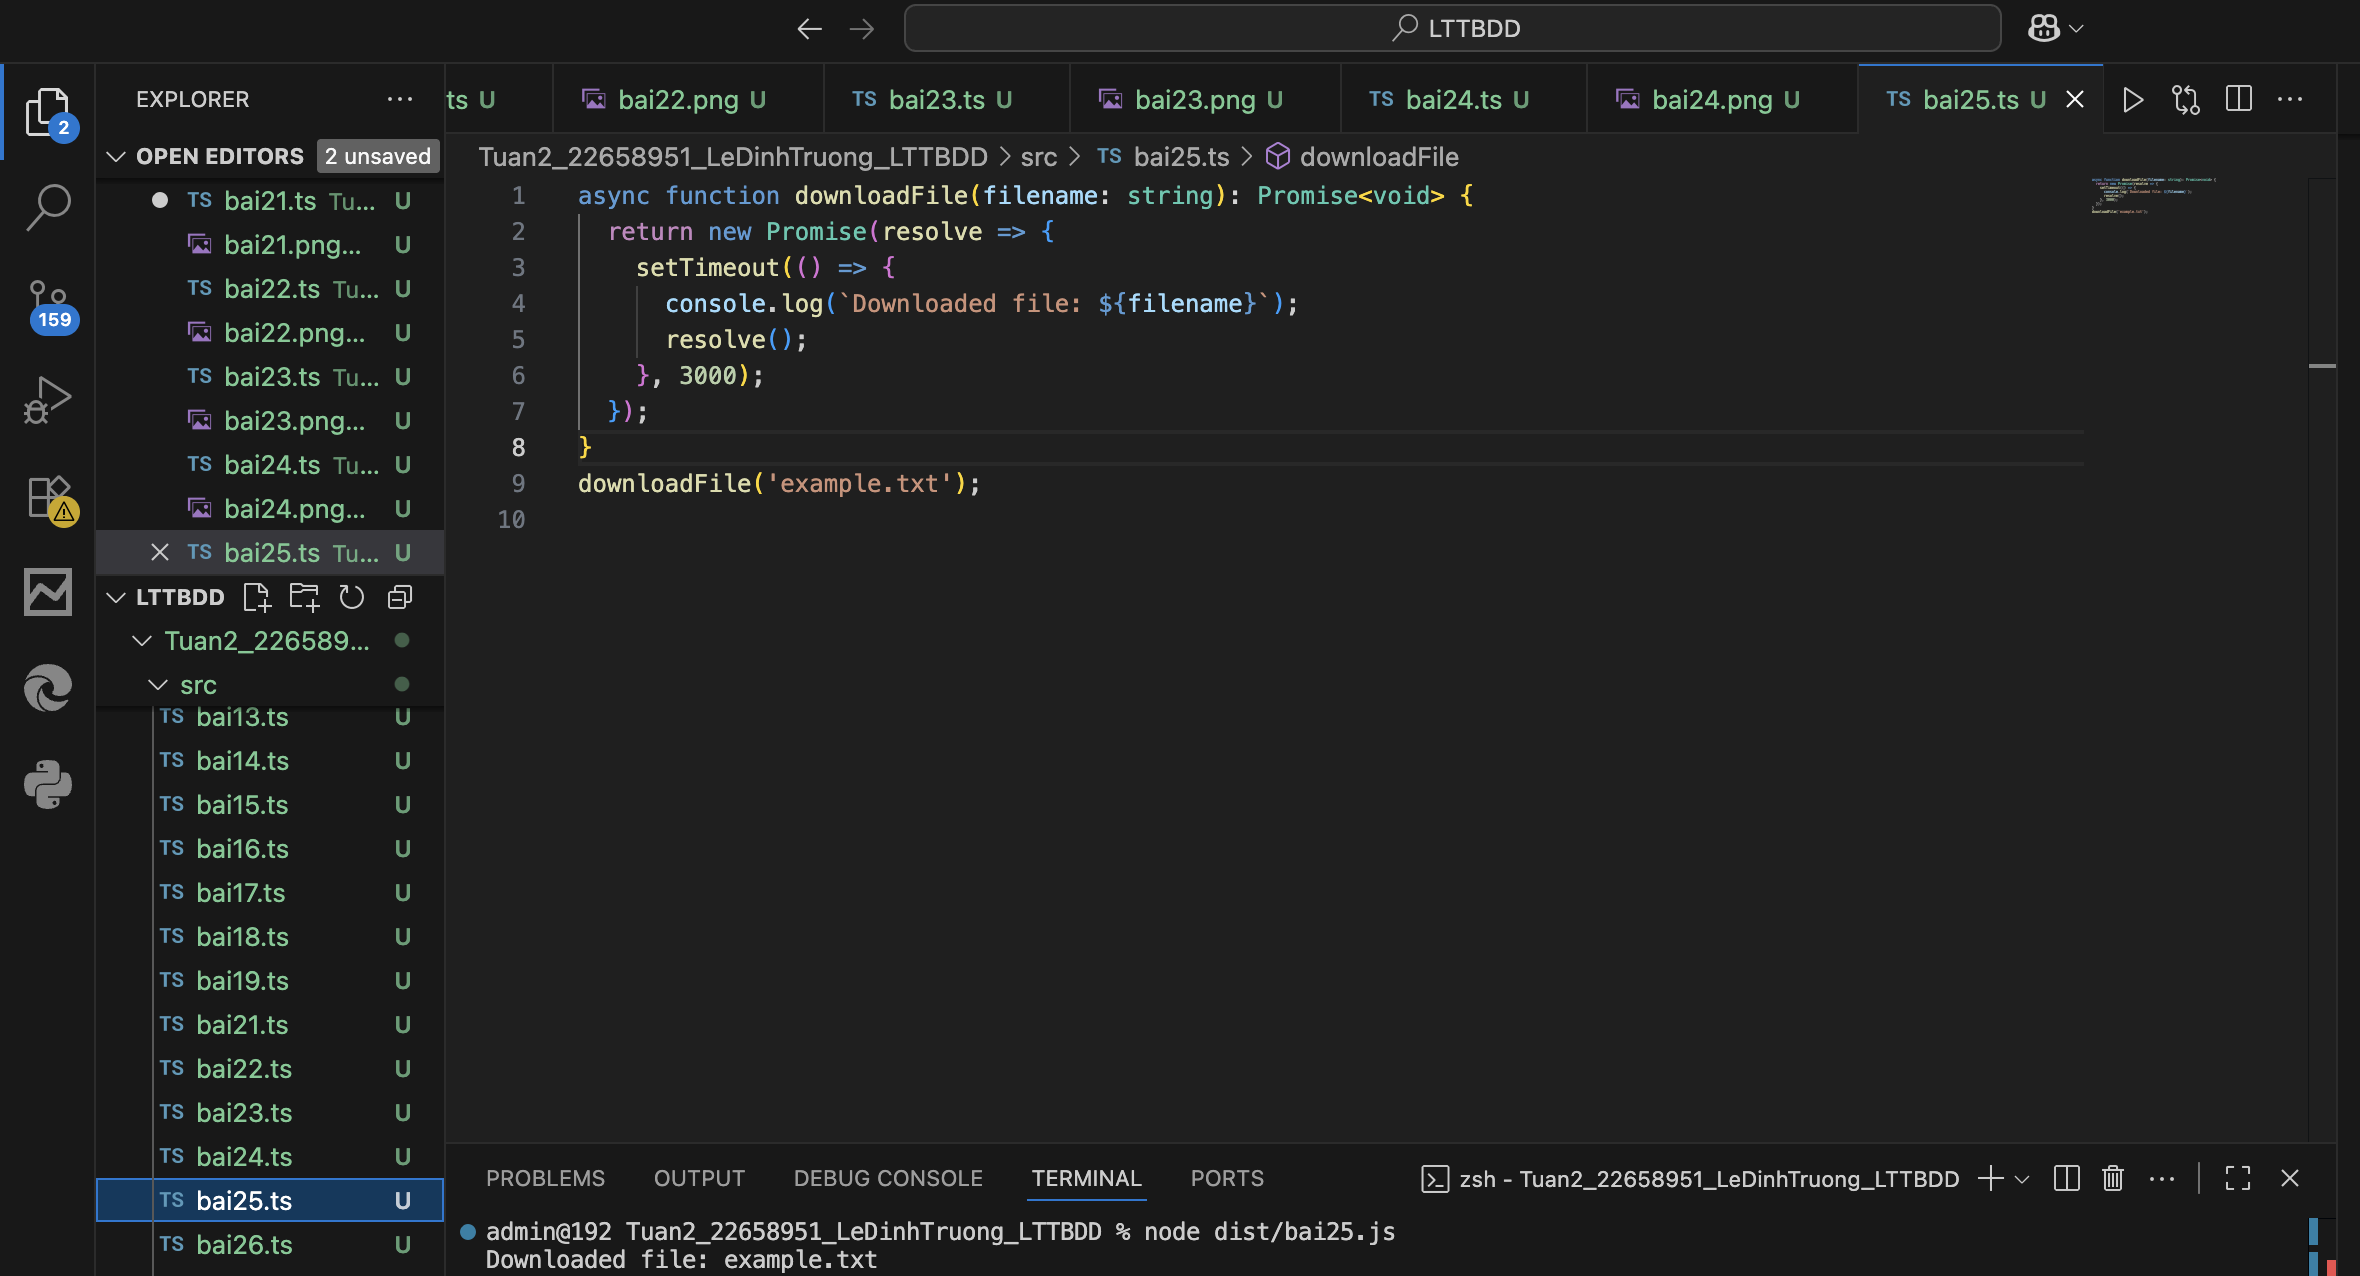 LTTBDD
EXPLORER
2
OPEN EDITORS 2 unsaved
TS bai21.ts Tu... U
bai21.png... U
TS bai22.ts Tu... U
bai22.png... U
TS bai23.ts Tu... U
bai23.png... U
TS bai24.ts Tu... U
bai24.png... U
TS bai25.ts Tu... U
159
LTTBDD
Tuan2_226589...
src
TS bai13.ts U
TS bai14.ts U
TS bai15.ts U
TS bai16.ts U
TS bai17.ts U
TS bai18.ts U
TS bai19.ts U
TS bai21.ts U
TS bai22.ts U
TS bai23.ts U
TS bai24.ts U
TS bai25.ts U
TS bai26.ts U
ts U bai22.png U TS bai23.ts U bai23.png U TS bai24.ts U bai24.png U TS bai25.ts U
Tuan2_22658951_LeDinhTruong_LTTBDD > src > TS bai25.ts > downloadFile
1 async function downloadFile(filename: string): Promise<void> {
2 return new Promise(resolve => {
3 setTimeout(() => {
4 console.log(`Downloaded file: ${filename}`);
5 resolve();
6 }, 3000);
7 });
8 }
9 downloadFile('example.txt');
10
PROBLEMS OUTPUT DEBUG CONSOLE TERMINAL PORTS zsh - Tuan2_22658951_LeDinhTruong_LTTBDD
admin@192 Tuan2_22658951_LeDinhTruong_LTTBDD % node dist/bai25.js
Downloaded file: example.txt